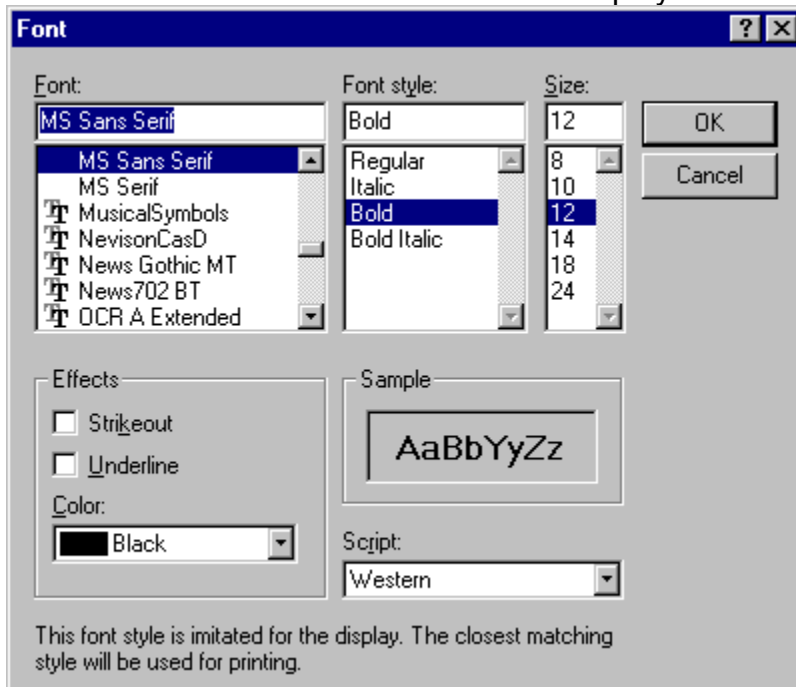 Font
Font:
Font style:
Size:
MS Sans Serif
Bold
12
OK
MS Sans Serif
MS Serif
MusicalSymbols
NevisonCasD
News Gothic MT
News702 BT
OCR A Extended
Regular
Italic
Bold
Bold Italic
8
10
12
14
18
24
Cancel
Effects
Strikeout
Underline
Color:
Black
Sample
AaBbYyZz
Script:
Western
This font style is imitated for the display. The closest matching
style will be used for printing.